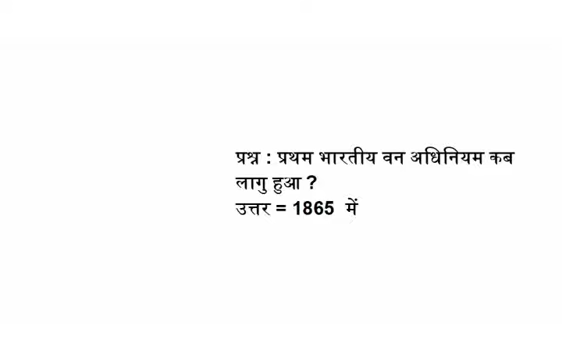 प्रश्न : प्रथम भारतीय वन अधिनियम कब
लागु हुआ ?
उत्तर = 1865 में